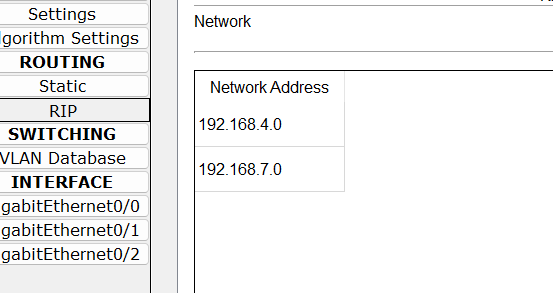 Settings
lgorithm Settings
ROUTING
Static
RIP
SWITCHING
VLAN Database
INTERFACE
gabitEthernet0/0
gabitEthernet0/1
gabitEthernet0/2
Network
Network Address
192.168.4.0
192.168.7.0